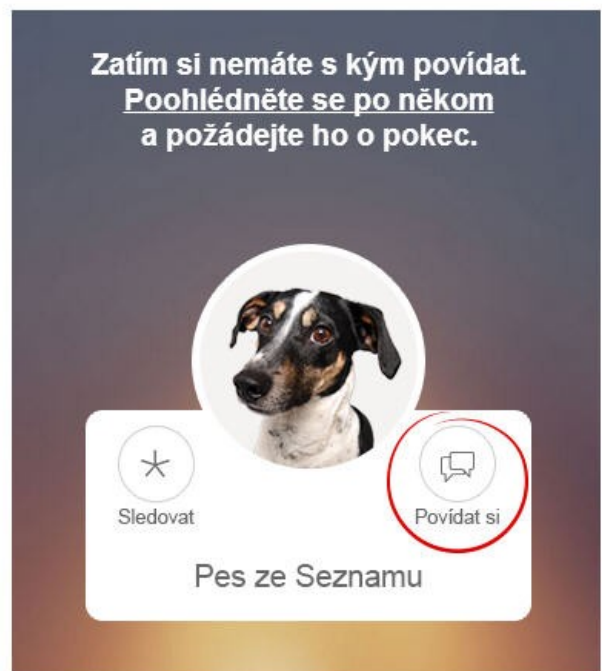 Zatím si nemáte s kým povídat.
Poohlédněte se po někom
a požádejte ho o pokec.
Sledovat
Povídat si
Pes ze Seznamu